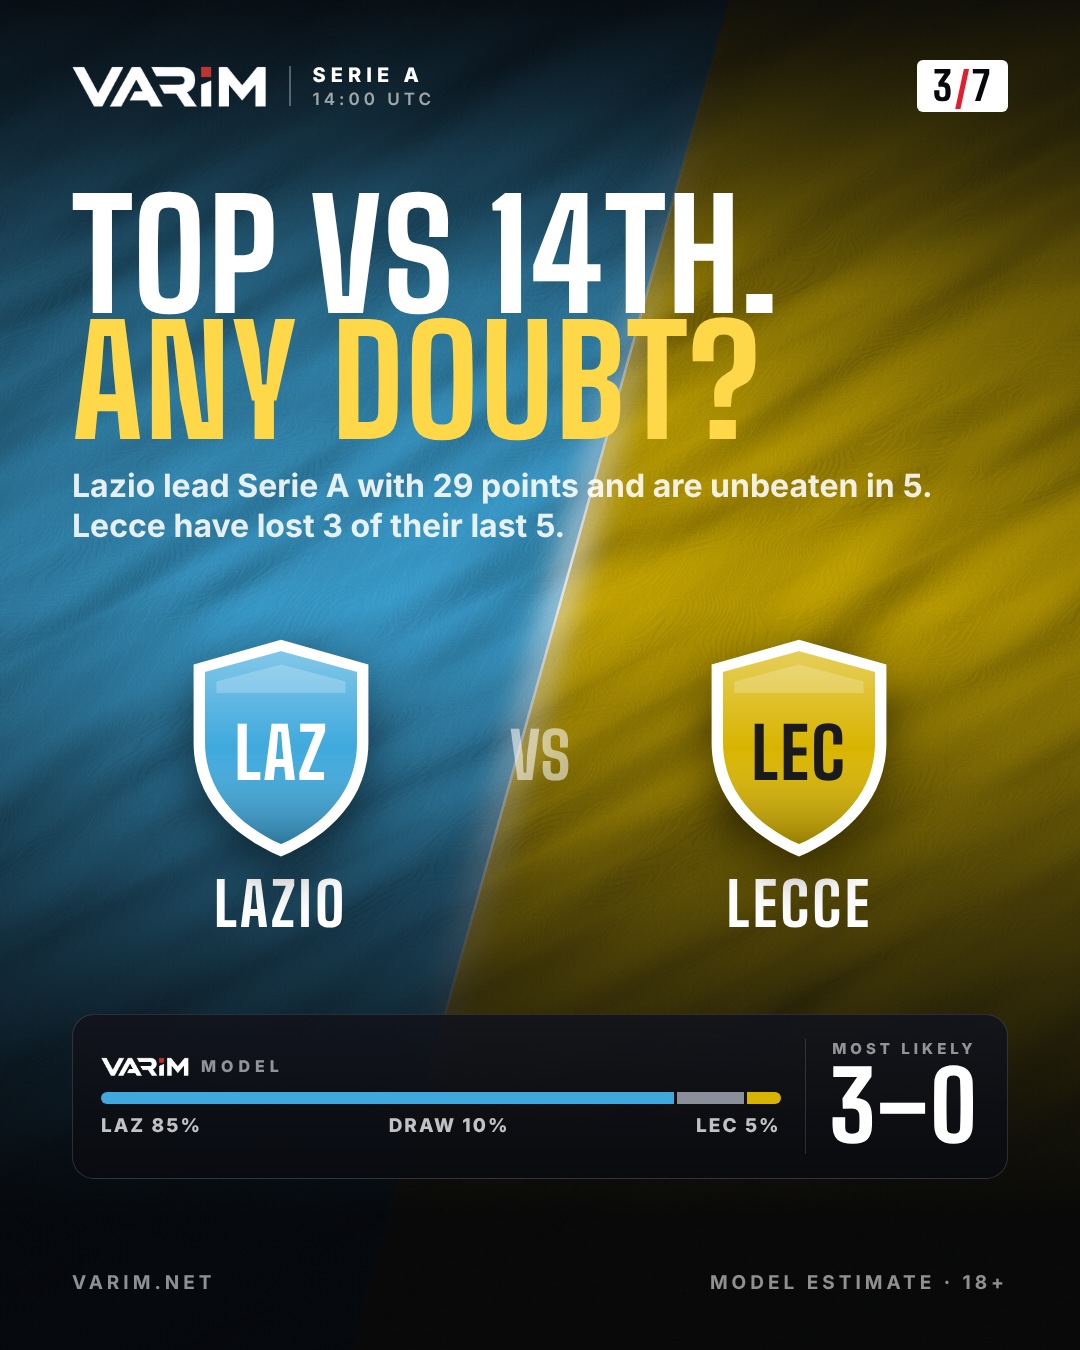 VARiM
SERIE A
14:00 UTC
3/7
TOP VS 14TH.
ANY DOUBT?
Lazio lead Serie A with 29 points and are unbeaten in 5.
Lecce have lost 3 of their last 5.
LAZ
VS
LEC
LAZIO
LECCE
VARiM MODEL
LAZ 85%
DRAW 10%
LEC 5%
MOST LIKELY
3–0
VARIM.NET
MODEL ESTIMATE · 18+